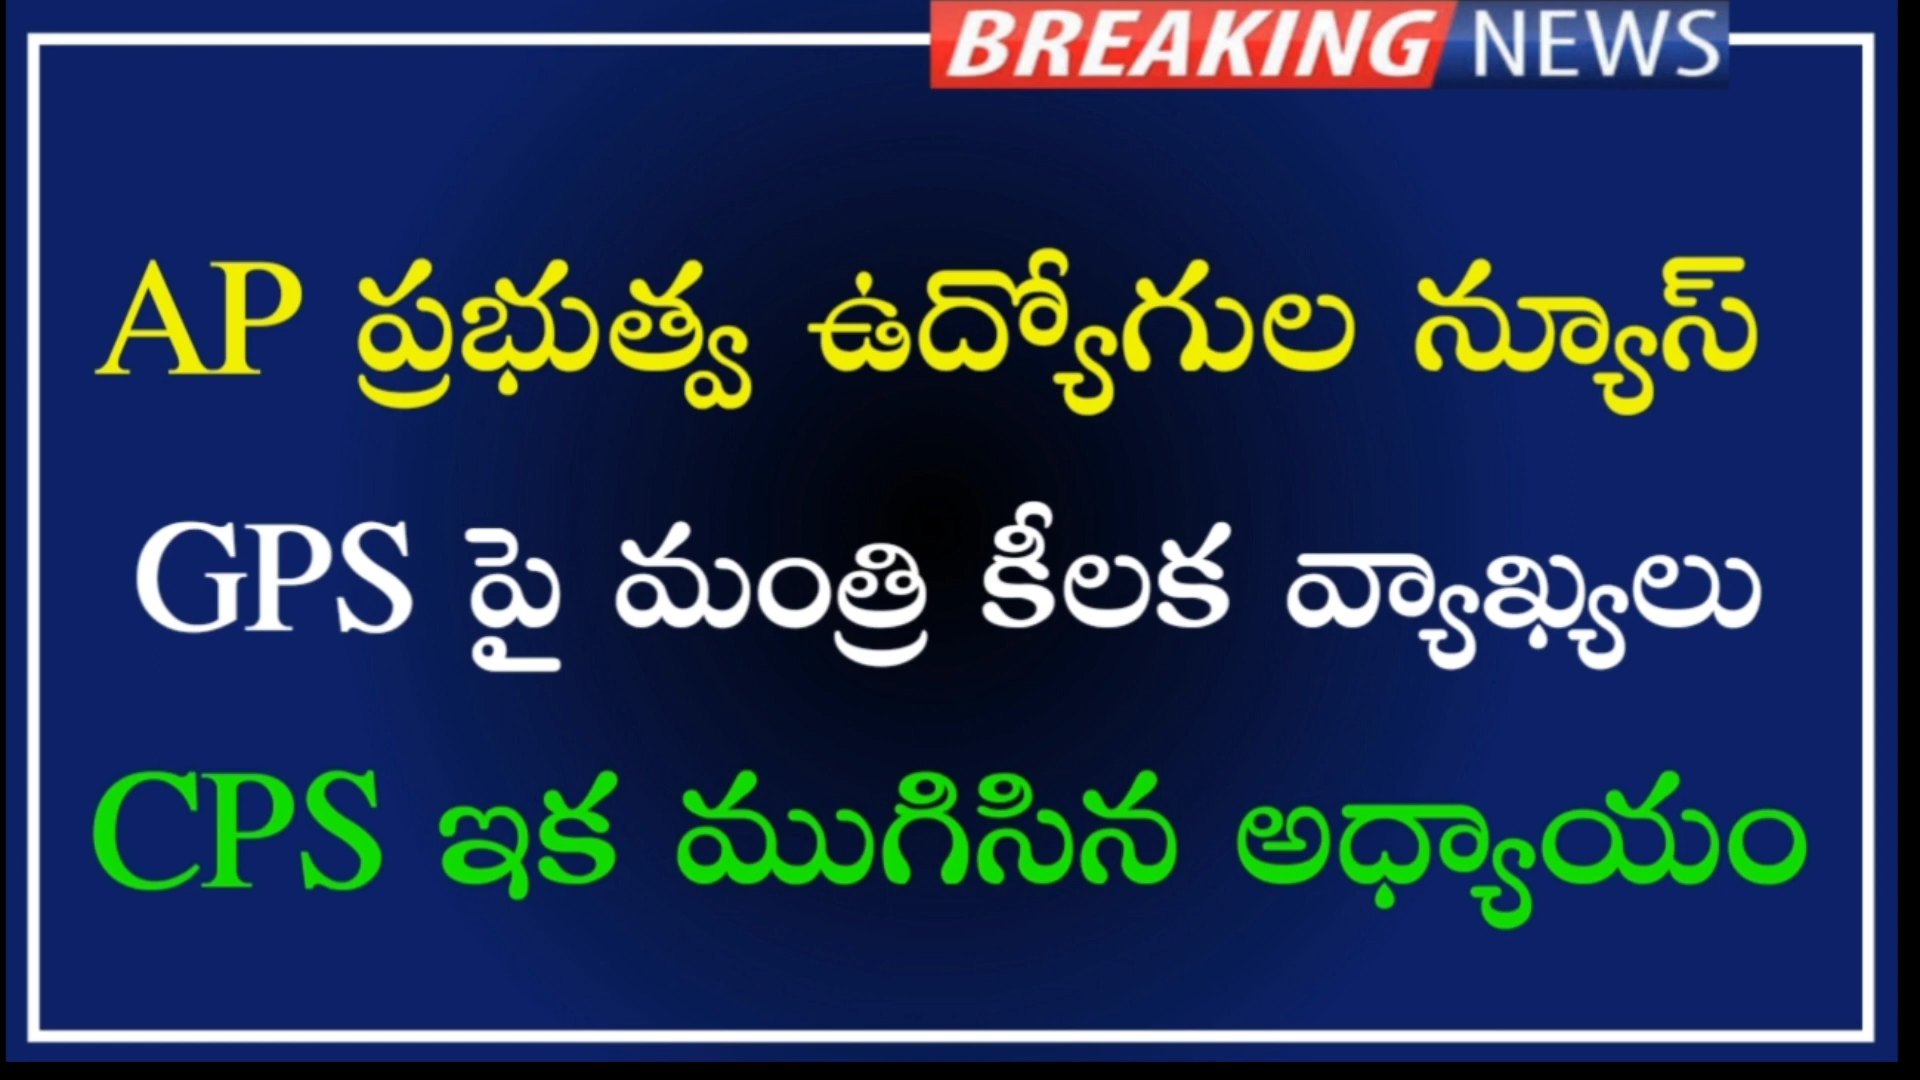 BREAKING NEWS
AP ప్రభుత్వ ఉద్యోగుల న్యూస్
GPS పై మంత్రి కీలక వ్యాఖ్యలు
CPS ఇక ముగిసిన అధ్యాయం